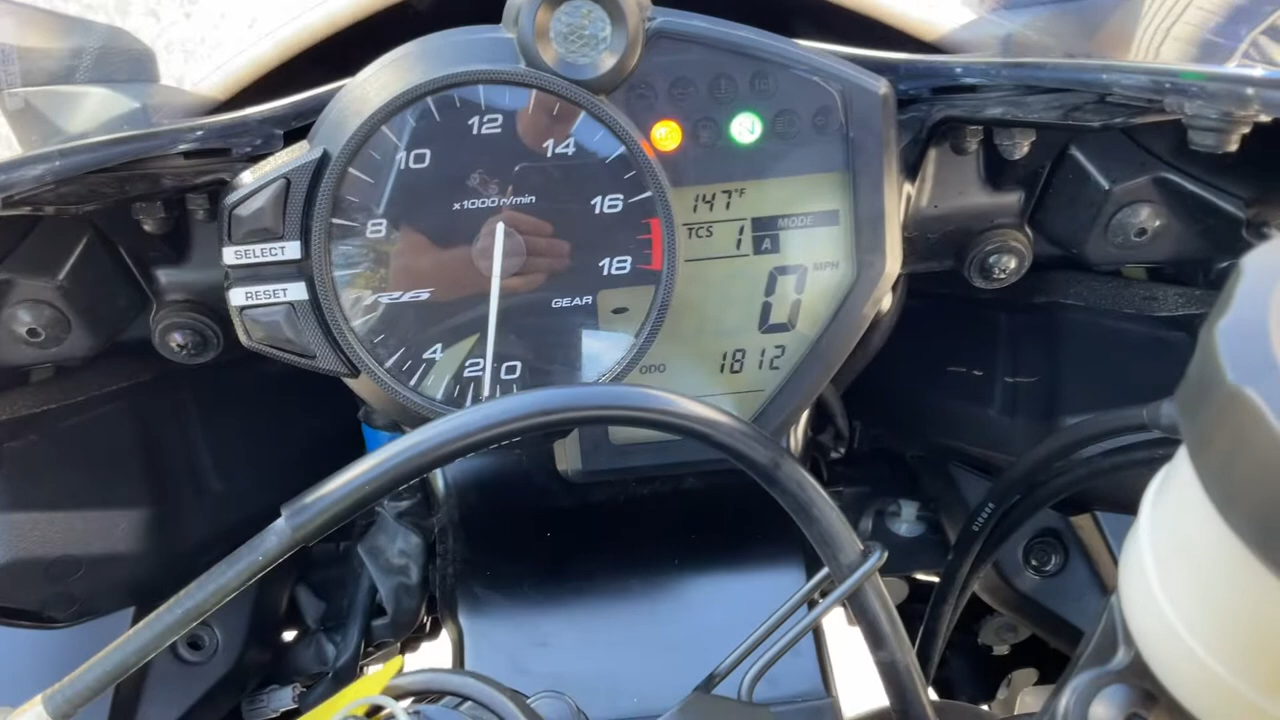 12
14
10
x1000 r/min
16
8
18
R6
GEAR
4
2
0
SELECT
RESET
N
147°F
TCS 1
MODE
A
0 MPH
ODO 1812